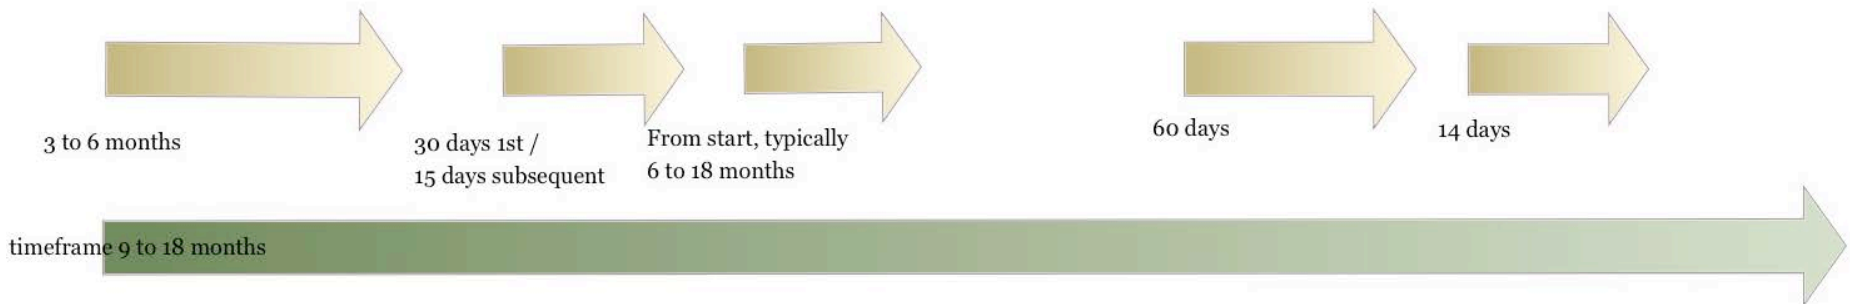 3 to 6 months
30 days 1st /
15 days subsequent
From start, typically
6 to 18 months
60 days
14 days
timeframe 9 to 18 months